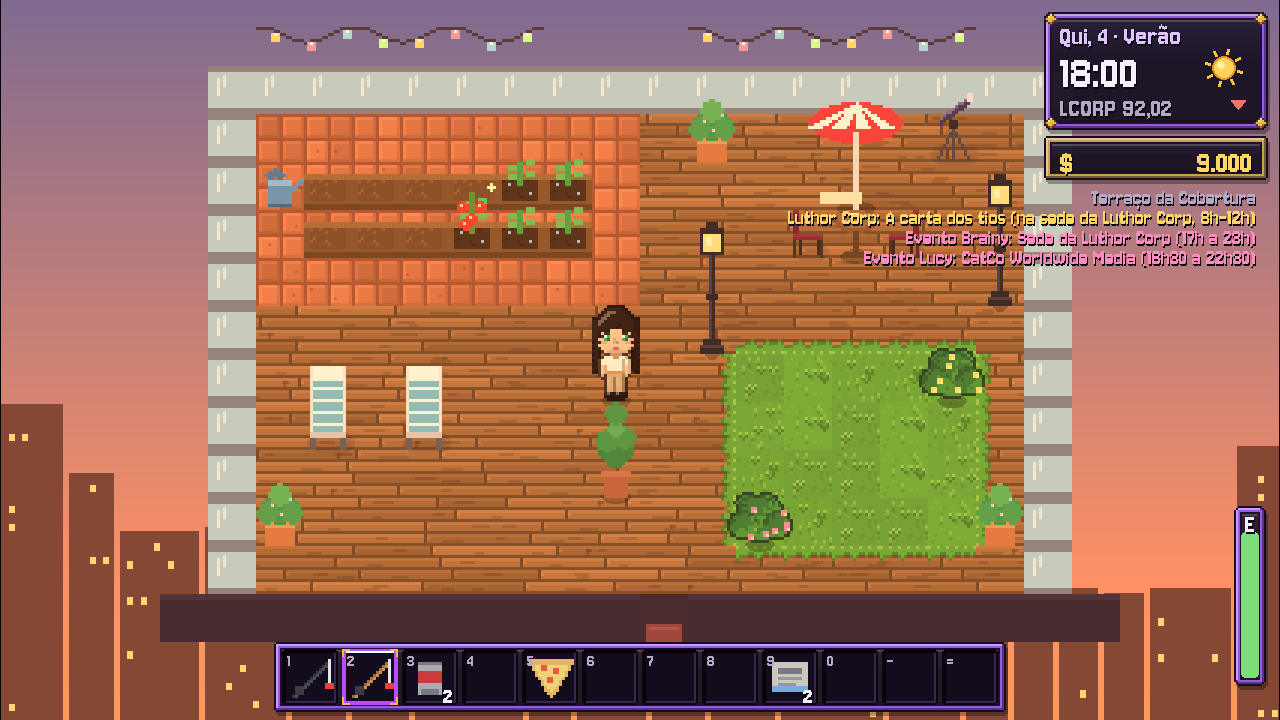 Qui, 4 · Verão
18:00
LCORP 92,02
$ 9.000
Terraço da Cobertura
Luthor Corp: A carta dos tios (na sede da Luthor Corp, 8h-12h)
Evento Brainy: Sede da Luthor Corp (17h a 23h)
Evento Lucy: CatCo Worldwide Media (18h30 a 22h30)
E
1 2 3 4 5 6 7 8 9 0 - =
2 2